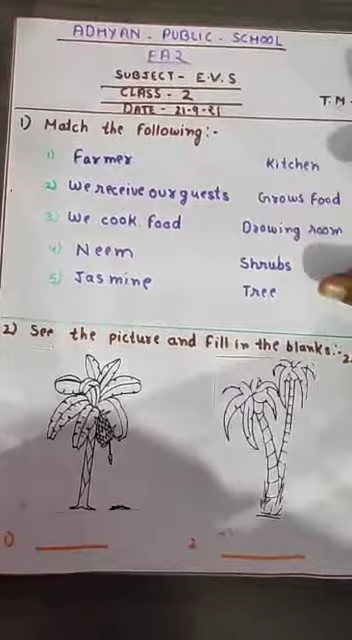 ADHYAN - PUBLIC - SCHOOL
EA2
SUBJECT - E.V.S
CLASS - 2
DATE - 21-9-21
T.M
1) Match the following:-
1) Farmer Kitchen
2) We receive our guests Grows Food
3) We cook food Drowing room
4) Neem Shrubs
5) Jasmine Tree
2) See the picture and fill in the blanks:-
1) 2